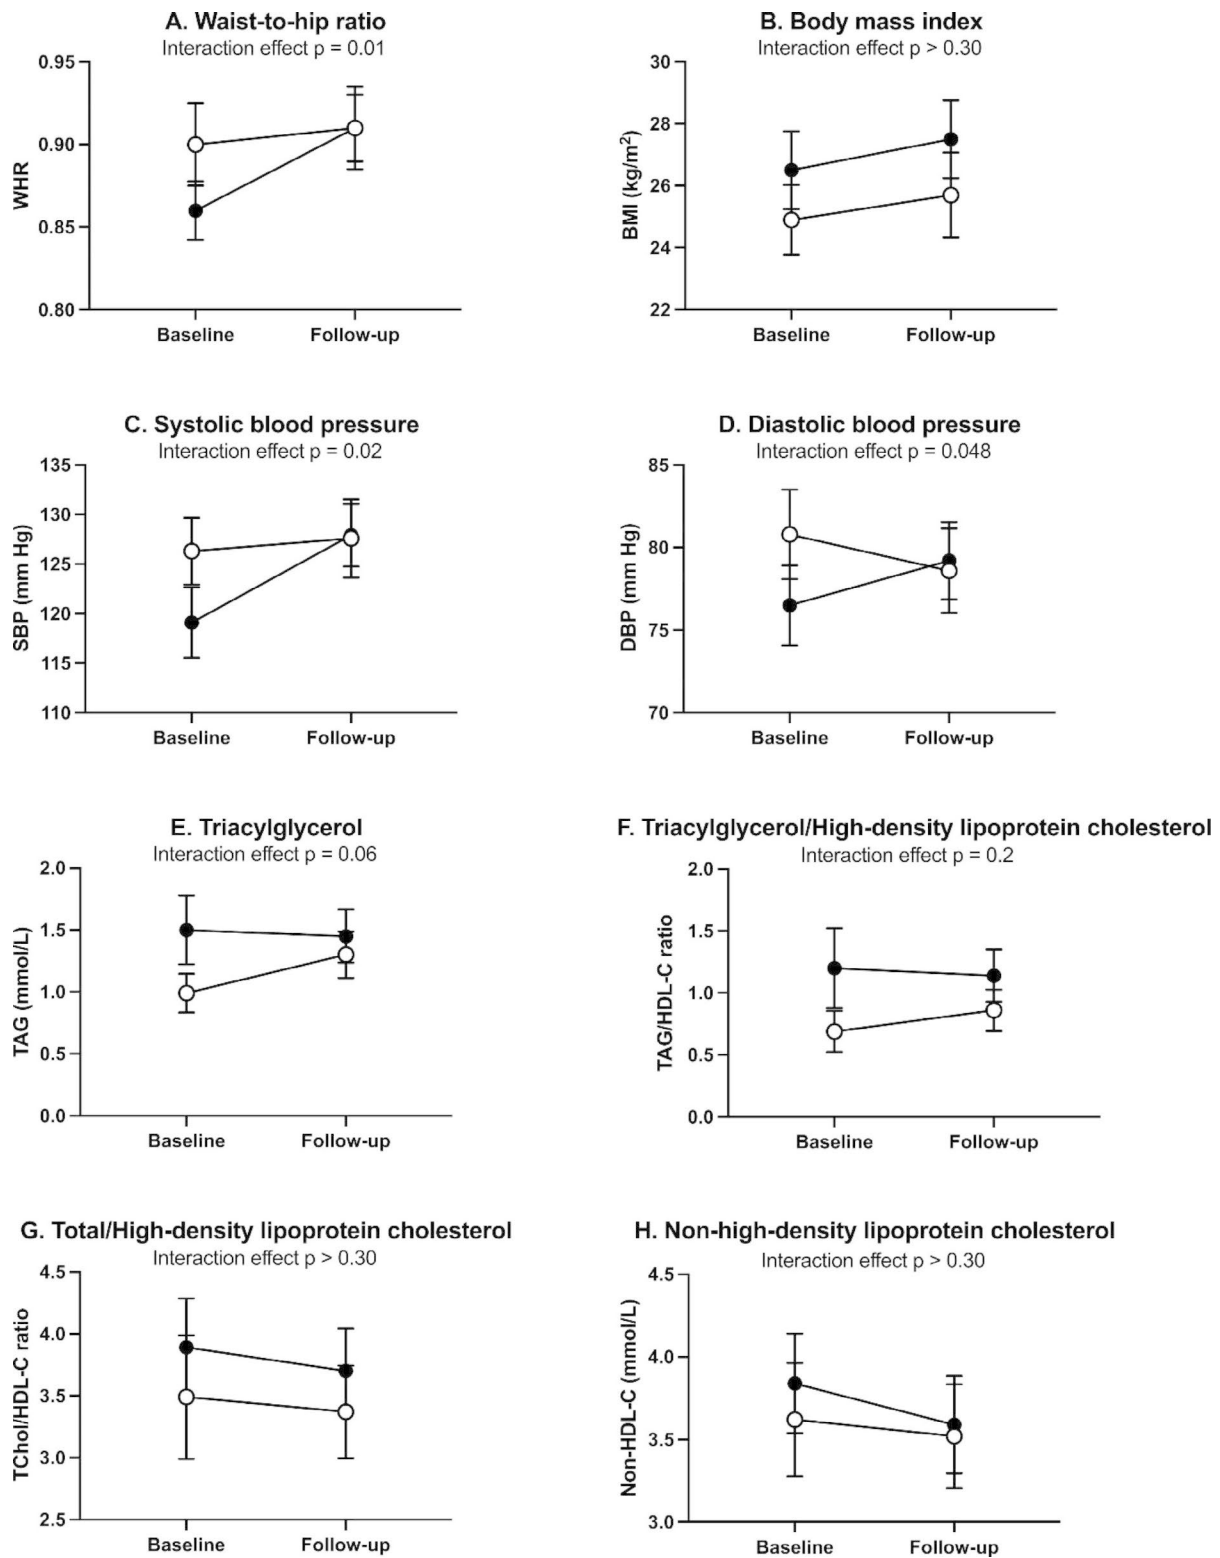 A. Waist-to-hip ratio
Interaction effect p = 0.01
WHR
0.95
0.90
0.85
0.80
Baseline
Follow-up
B. Body mass index
Interaction effect p > 0.30
BMI (kg/m²)
30
28
26
24
22
Baseline
Follow-up
C. Systolic blood pressure
Interaction effect p = 0.02
SBP (mm Hg)
135
130
125
120
115
110
Baseline
Follow-up
D. Diastolic blood pressure
Interaction effect p = 0.048
DBP (mm Hg)
85
80
75
70
Baseline
Follow-up
E. Triacylglycerol
Interaction effect p = 0.06
TAG (mmol/L)
2.0
1.5
1.0
0.5
0.0
Baseline
Follow-up
F. Triacylglycerol/High-density lipoprotein cholesterol
Interaction effect p = 0.2
TAG/HDL-C ratio
2.0
1.5
1.0
0.5
0.0
Baseline
Follow-up
G. Total/High-density lipoprotein cholesterol
Interaction effect p > 0.30
TChol/HDL-C ratio
4.5
4.0
3.5
3.0
2.5
Baseline
Follow-up
H. Non-high-density lipoprotein cholesterol
Interaction effect p > 0.30
Non-HDL-C (mmol/L)
4.5
4.0
3.5
3.0
Baseline
Follow-up